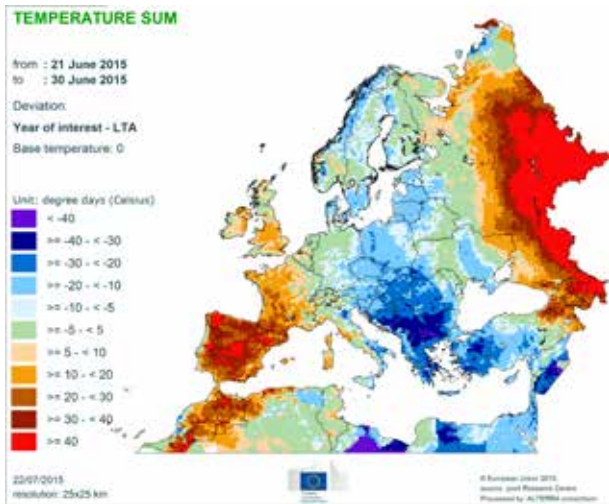 TEMPERATURE SUM
from : 21 June 2015
to : 30 June 2015
Deviation:
Year of interest - LTA
Base temperature: 0
Unit: degree days (Celsius)
< -40
>= -40 - < -30
>= -30 - < -20
>= -20 - < -10
>= -10 - < -5
>= -5 - < 5
>= 5 - < 10
>= 10 - < 20
>= 20 - < 30
>= 30 - < 40
>= 40
22/07/2015
resolution: 25x25 km
© European Union 2015
source: Joint Research Centre
Processed by: ALTERRA consortium